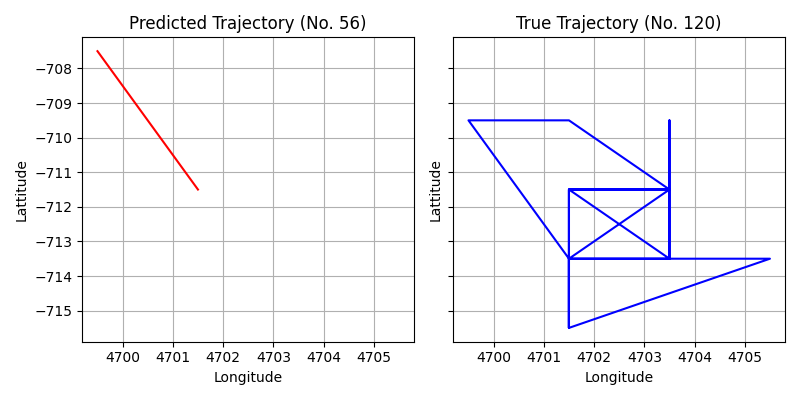 Predicted Trajectory (No. 56)
True Trajectory (No. 120)
Lattitude
−708
−709
−710
−711
−712
−713
−714
−715
4700 4701 4702 4703 4704 4705
Longitude
Lattitude
4700 4701 4702 4703 4704 4705
Longitude